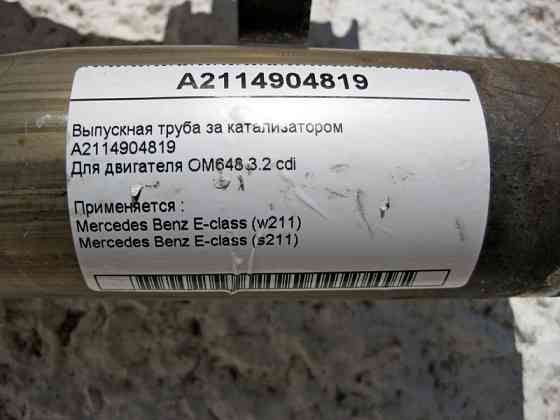 A2114904819
Выпускная труба за катализатором
A2114904819
Для двигателя OM648 3.2 cdi
Применяется :
Mercedes Benz E-class (w211)
Mercedes Benz E-class (s211)